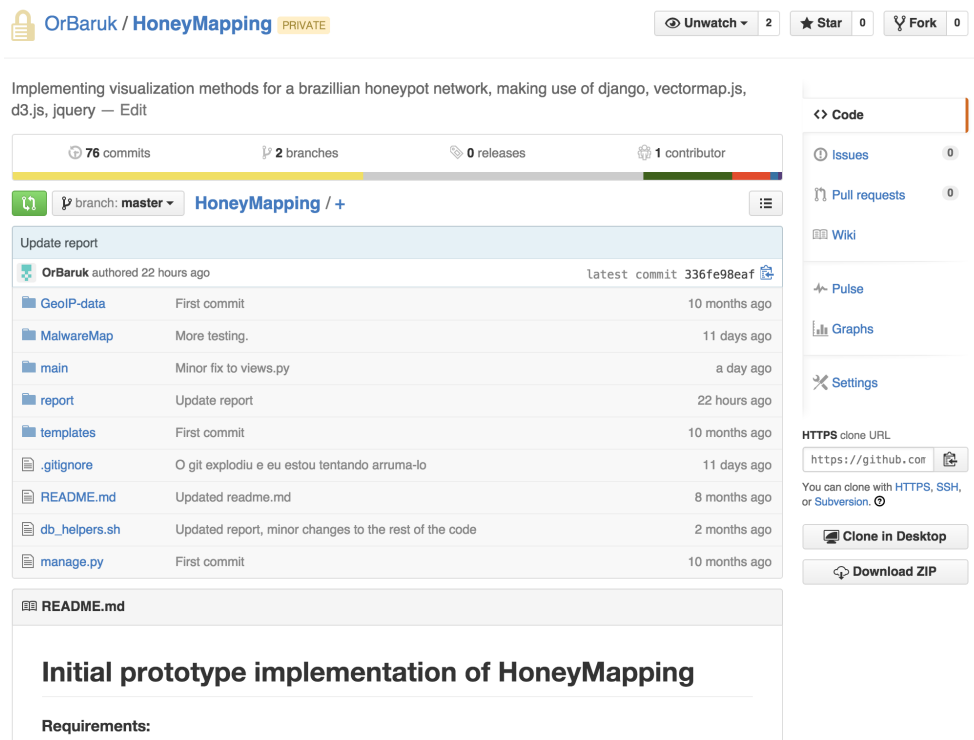 OrBaruk / HoneyMapping PRIVATE
Unwatch 2 Star 0 Fork 0
Implementing visualization methods for a brazillian honeypot network, making use of django, vectormap.js,
d3.js, jquery — Edit
76 commits 2 branches 0 releases 1 contributor
branch: master HoneyMapping / +
Update report
OrBaruk authored 22 hours ago latest commit 336fe98eaf
GeoIP-data First commit 10 months ago
MalwareMap More testing. 11 days ago
main Minor fix to views.py a day ago
report Update report 22 hours ago
templates First commit 10 months ago
.gitignore O git explodiu e eu estou tentando arruma-lo 11 days ago
README.md Updated readme.md 8 months ago
db_helpers.sh Updated report, minor changes to the rest of the code 2 months ago
manage.py First commit 10 months ago
README.md
Initial prototype implementation of HoneyMapping
Requirements:
Code
Issues 0
Pull requests 0
Wiki
Pulse
Graphs
Settings
HTTPS clone URL
https://github.com
You can clone with HTTPS, SSH,
or Subversion.
Clone in Desktop
Download ZIP